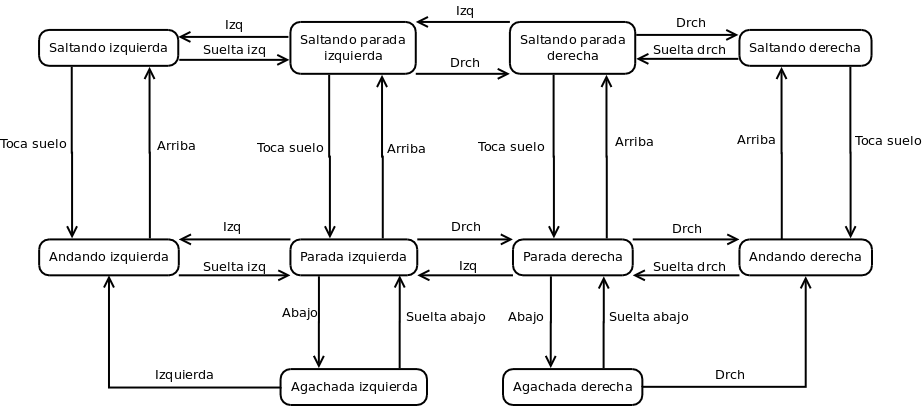 Izq
Izq
Drch
Saltando izquierda
Suelta izq
Saltando parada
izquierda
Drch
Saltando parada
derecha
Suelta drch
Saltando derecha
Toca suelo
Arriba
Toca suelo
Arriba
Toca suelo
Arriba
Arriba
Toca suelo
Izq
Drch
Drch
Andando izquierda
Suelta izq
Parada izquierda
Izq
Parada derecha
Suelta drch
Andando derecha
Abajo
Suelta abajo
Abajo
Suelta abajo
Izquierda
Agachada izquierda
Agachada derecha
Drch